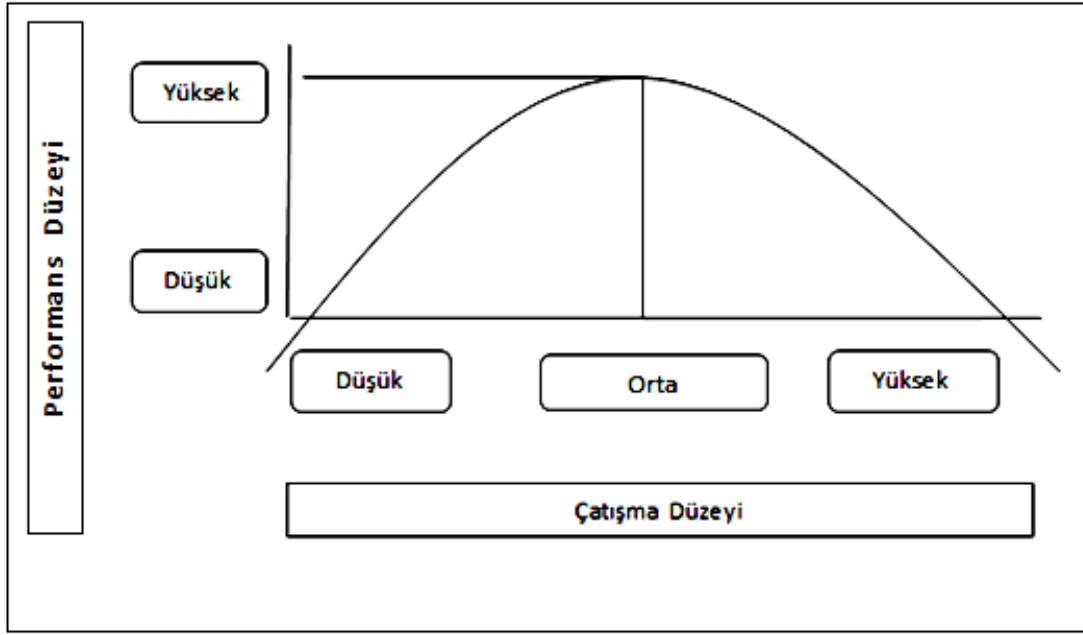 Performans Düzeyi
Yüksek
Düşük
Düşük
Orta
Yüksek
Çatışma Düzeyi